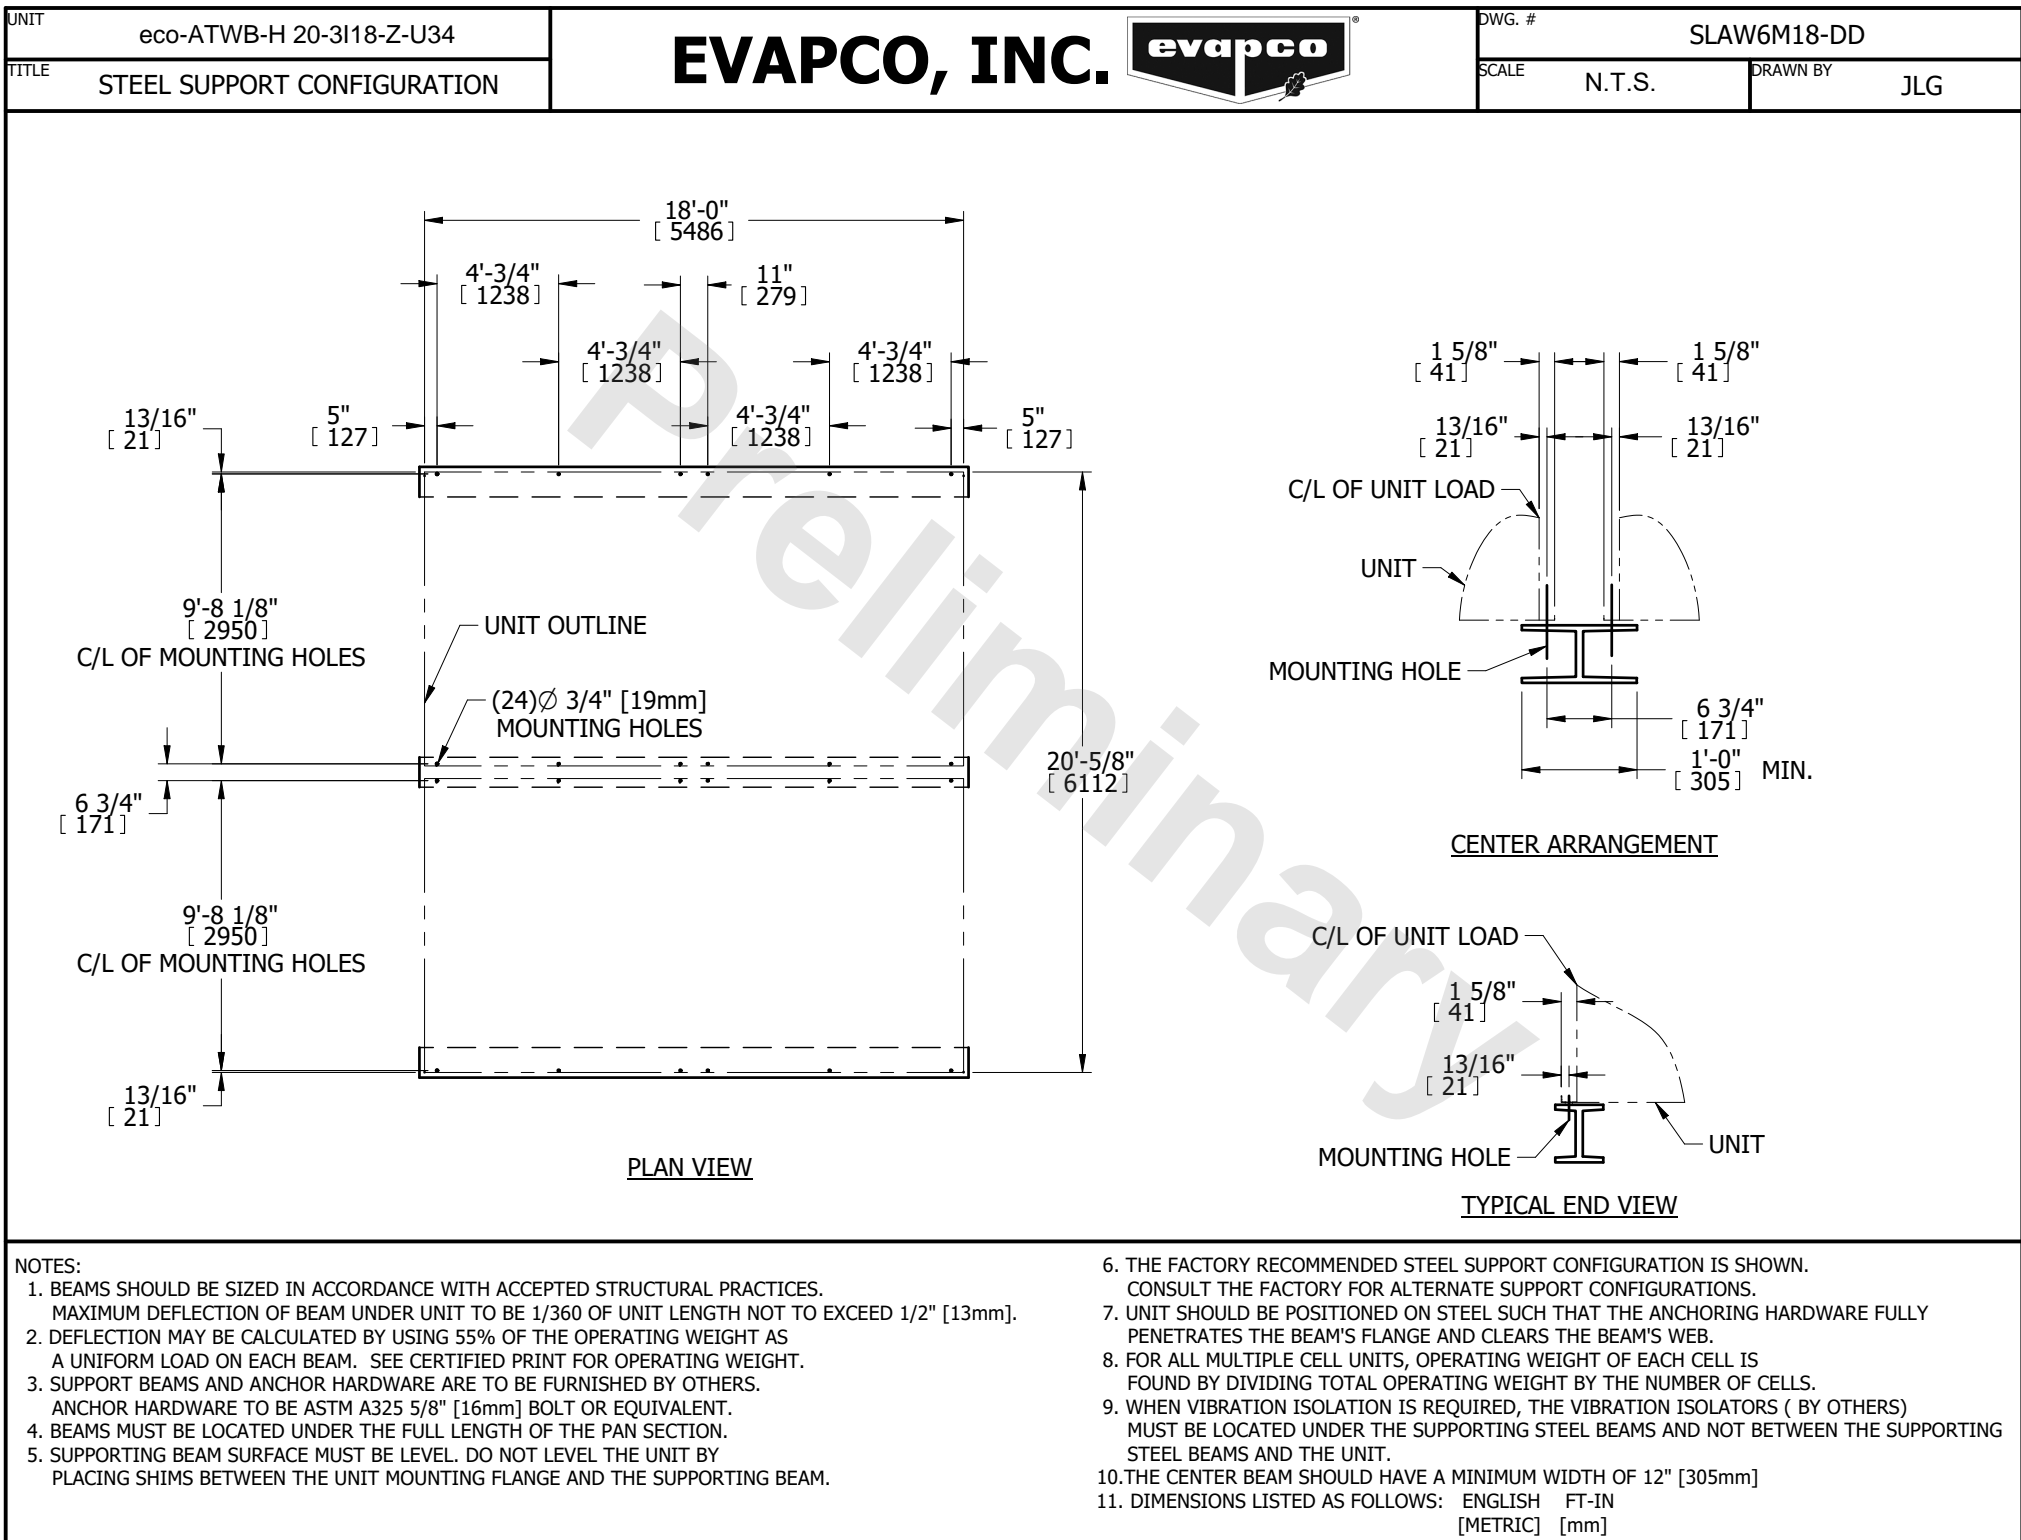 UNIT
eco-ATWB-H 20-3I18-Z-U34
TITLE
STEEL SUPPORT CONFIGURATION
EVAPCO, INC.
evapco
®
DWG. #
SLAW6M18-DD
SCALE
N.T.S.
DRAWN BY
JLG
18'-0"
[ 5486 ]
4'-3/4"
[ 1238 ]
11"
[ 279 ]
4'-3/4"
[ 1238 ]
4'-3/4"
[ 1238 ]
13/16"
[ 21 ]
5"
[ 127 ]
4'-3/4"
[ 1238 ]
5"
[ 127 ]
9'-8 1/8"
[ 2950 ]
C/L OF MOUNTING HOLES
UNIT OUTLINE
(24)∅ 3/4" [19mm]
MOUNTING HOLES
6 3/4"
[ 171 ]
20'-5/8"
[ 6112 ]
9'-8 1/8"
[ 2950 ]
C/L OF MOUNTING HOLES
13/16"
[ 21 ]
PLAN VIEW
Preliminary
1 5/8"
[ 41 ]
1 5/8"
[ 41 ]
13/16"
[ 21 ]
13/16"
[ 21 ]
C/L OF UNIT LOAD
UNIT
MOUNTING HOLE
6 3/4"
[ 171 ]
1'-0"
[ 305 ] MIN.
CENTER ARRANGEMENT
C/L OF UNIT LOAD
1 5/8"
[ 41 ]
13/16"
[ 21 ]
MOUNTING HOLE
UNIT
TYPICAL END VIEW
NOTES:
1. BEAMS SHOULD BE SIZED IN ACCORDANCE WITH ACCEPTED STRUCTURAL PRACTICES.
MAXIMUM DEFLECTION OF BEAM UNDER UNIT TO BE 1/360 OF UNIT LENGTH NOT TO EXCEED 1/2" [13mm].
2. DEFLECTION MAY BE CALCULATED BY USING 55% OF THE OPERATING WEIGHT AS
A UNIFORM LOAD ON EACH BEAM. SEE CERTIFIED PRINT FOR OPERATING WEIGHT.
3. SUPPORT BEAMS AND ANCHOR HARDWARE ARE TO BE FURNISHED BY OTHERS.
ANCHOR HARDWARE TO BE ASTM A325 5/8" [16mm] BOLT OR EQUIVALENT.
4. BEAMS MUST BE LOCATED UNDER THE FULL LENGTH OF THE PAN SECTION.
5. SUPPORTING BEAM SURFACE MUST BE LEVEL. DO NOT LEVEL THE UNIT BY
PLACING SHIMS BETWEEN THE UNIT MOUNTING FLANGE AND THE SUPPORTING BEAM.
6. THE FACTORY RECOMMENDED STEEL SUPPORT CONFIGURATION IS SHOWN.
CONSULT THE FACTORY FOR ALTERNATE SUPPORT CONFIGURATIONS.
7. UNIT SHOULD BE POSITIONED ON STEEL SUCH THAT THE ANCHORING HARDWARE FULLY
PENETRATES THE BEAM'S FLANGE AND CLEARS THE BEAM'S WEB.
8. FOR ALL MULTIPLE CELL UNITS, OPERATING WEIGHT OF EACH CELL IS
FOUND BY DIVIDING TOTAL OPERATING WEIGHT BY THE NUMBER OF CELLS.
9. WHEN VIBRATION ISOLATION IS REQUIRED, THE VIBRATION ISOLATORS ( BY OTHERS)
MUST BE LOCATED UNDER THE SUPPORTING STEEL BEAMS AND NOT BETWEEN THE SUPPORTING
STEEL BEAMS AND THE UNIT.
10.THE CENTER BEAM SHOULD HAVE A MINIMUM WIDTH OF 12" [305mm]
11. DIMENSIONS LISTED AS FOLLOWS: ENGLISH FT-IN
[METRIC] [mm]